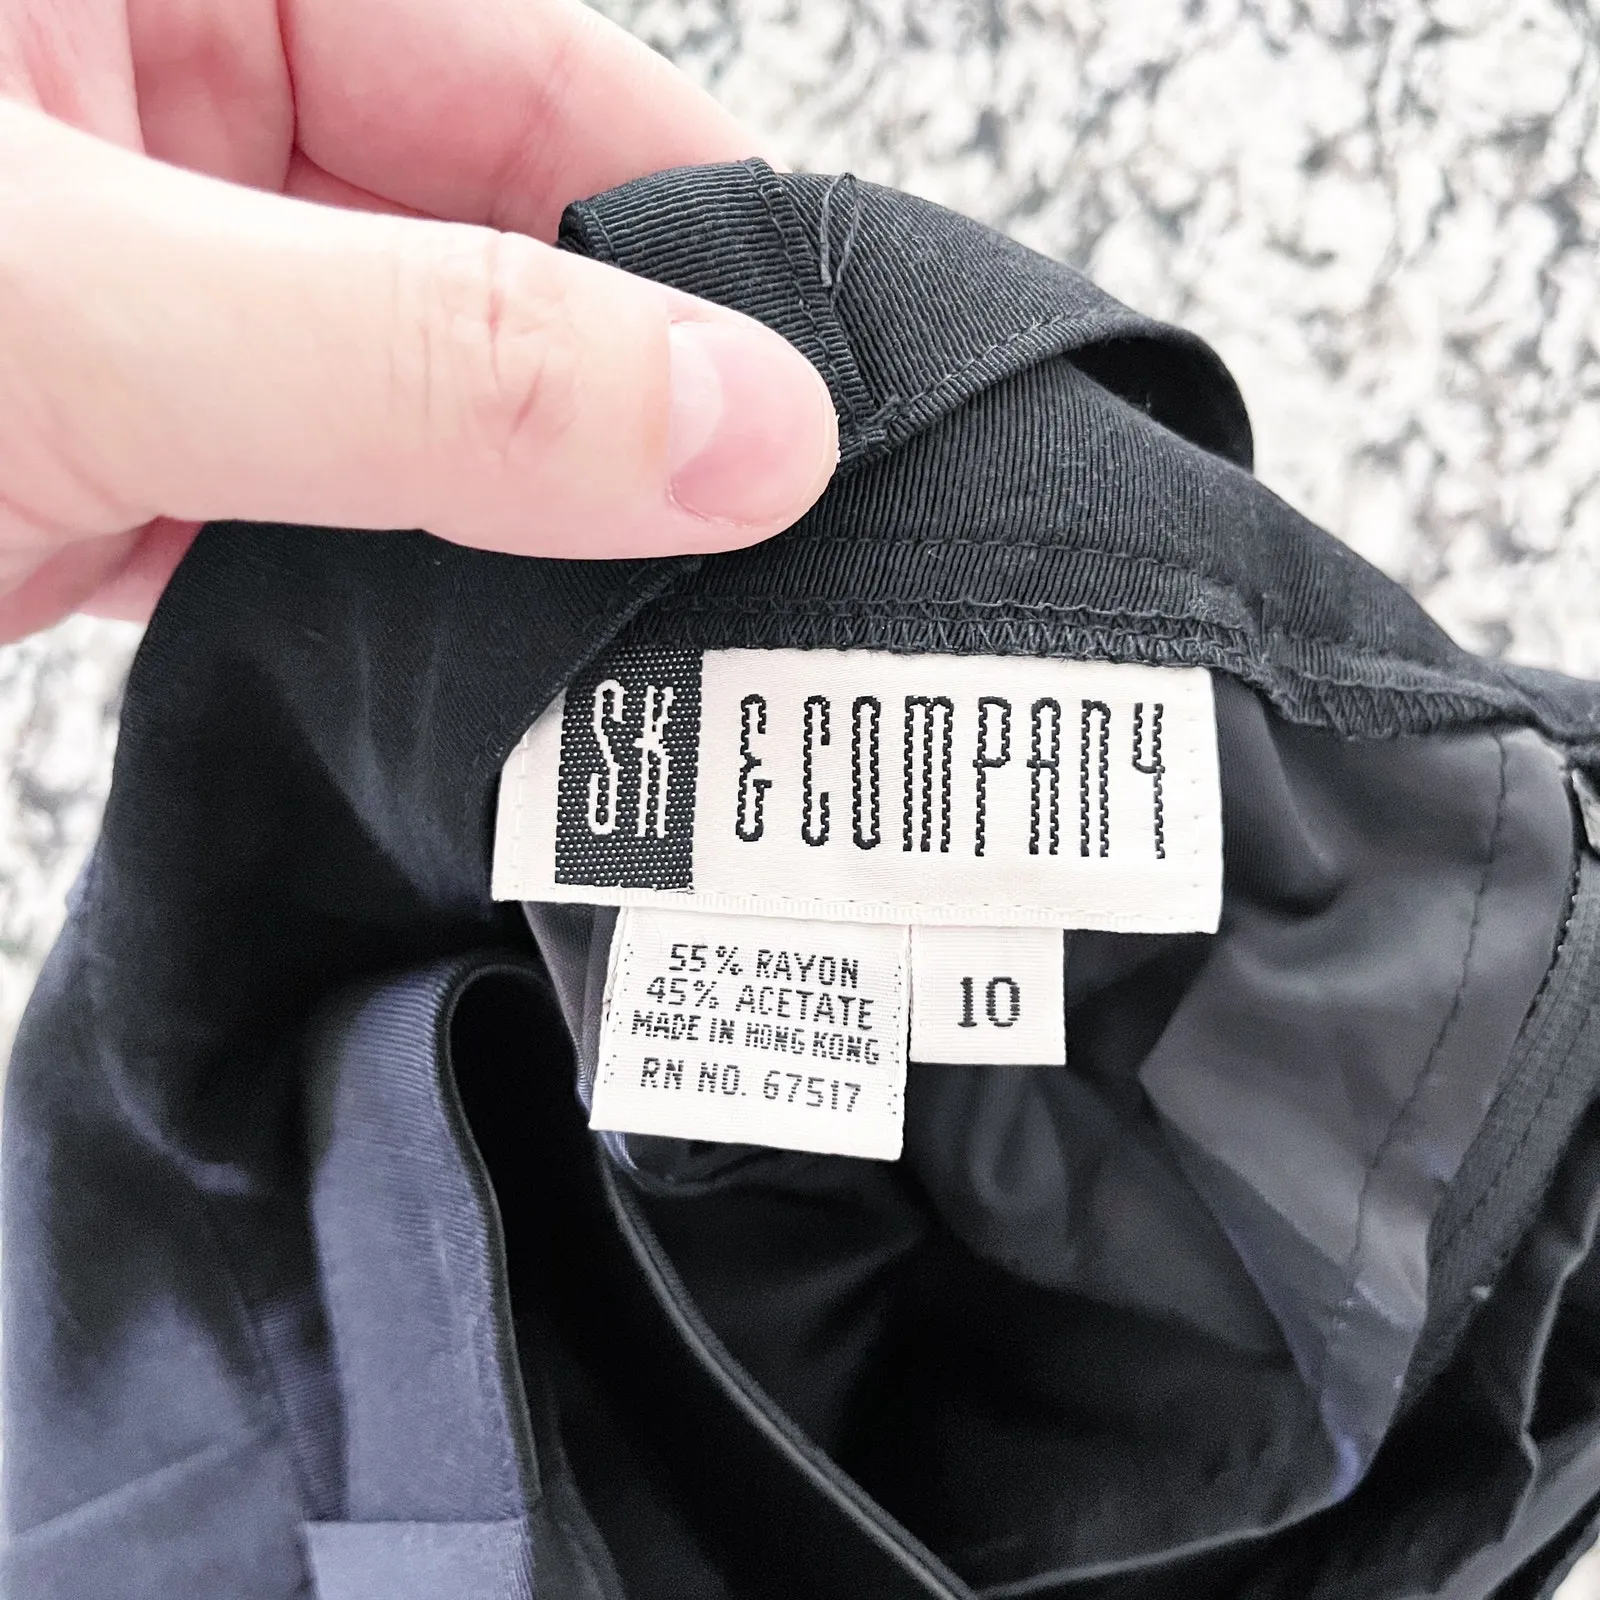 SK & COMPANY
55% RAYON
45% ACETATE
MADE IN HONG KONG
RN NO. 67517
10